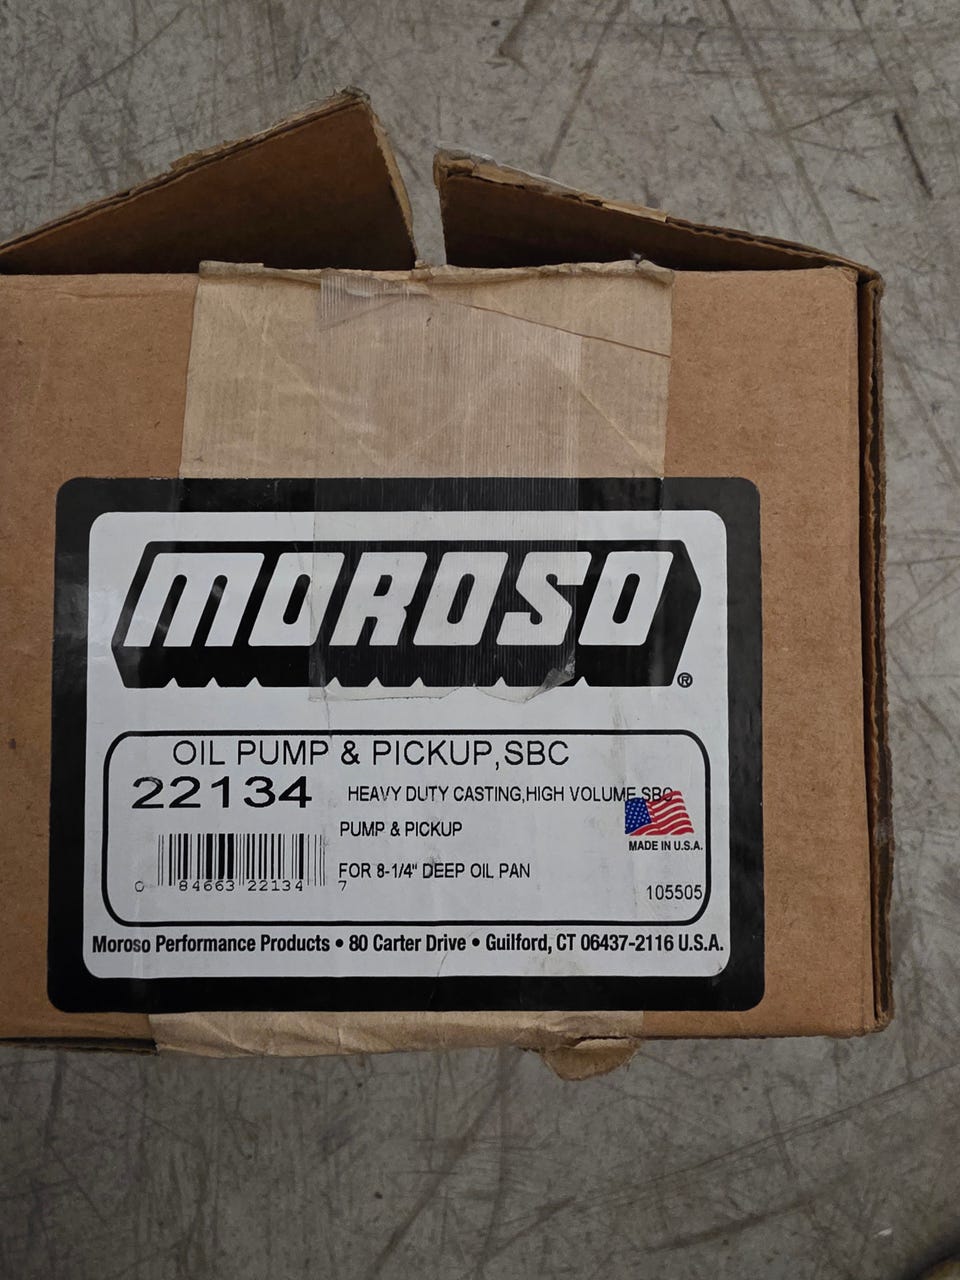 MOROSO®
OIL PUMP & PICKUP,SBC
22134
HEAVY DUTY CASTING,HIGH VOLUME SBC
PUMP & PICKUP
MADE IN U.S.A.
FOR 8-1/4" DEEP OIL PAN
0 84663 22134 7
105505
Moroso Performance Products • 80 Carter Drive • Guilford, CT 06437-2116 U.S.A.